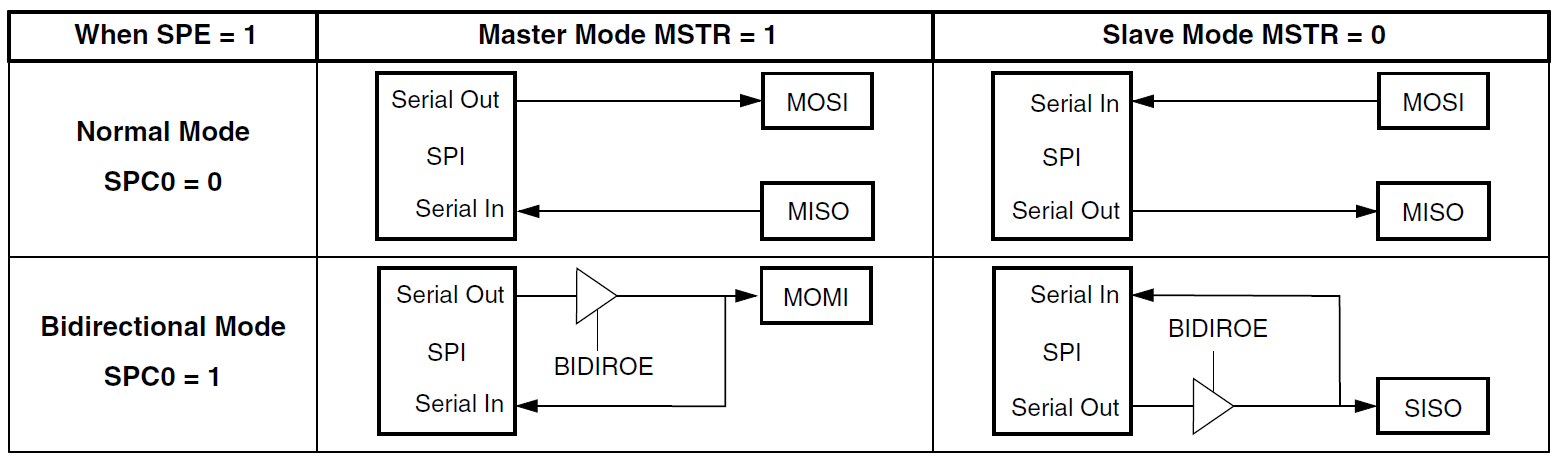 When SPE = 1
Master Mode MSTR = 1
Slave Mode MSTR = 0
Normal Mode
SPC0 = 0
Serial Out
MOSI
SPI
Serial In
MISO
Serial In
MOSI
SPI
Serial Out
MISO
Bidirectional Mode
SPC0 = 1
Serial Out
MOMI
SPI
BIDIROE
Serial In
Serial In
BIDIROE
SPI
Serial Out
SISO